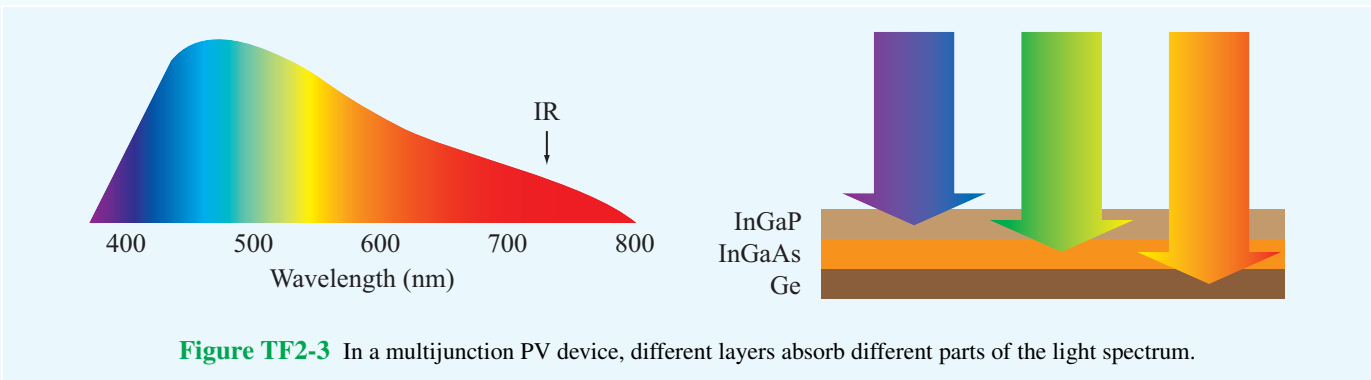 IR
400 500 600 700 800
Wavelength (nm)
InGaP
InGaAs
Ge
Figure TF2-3 In a multijunction PV device, different layers absorb different parts of the light spectrum.